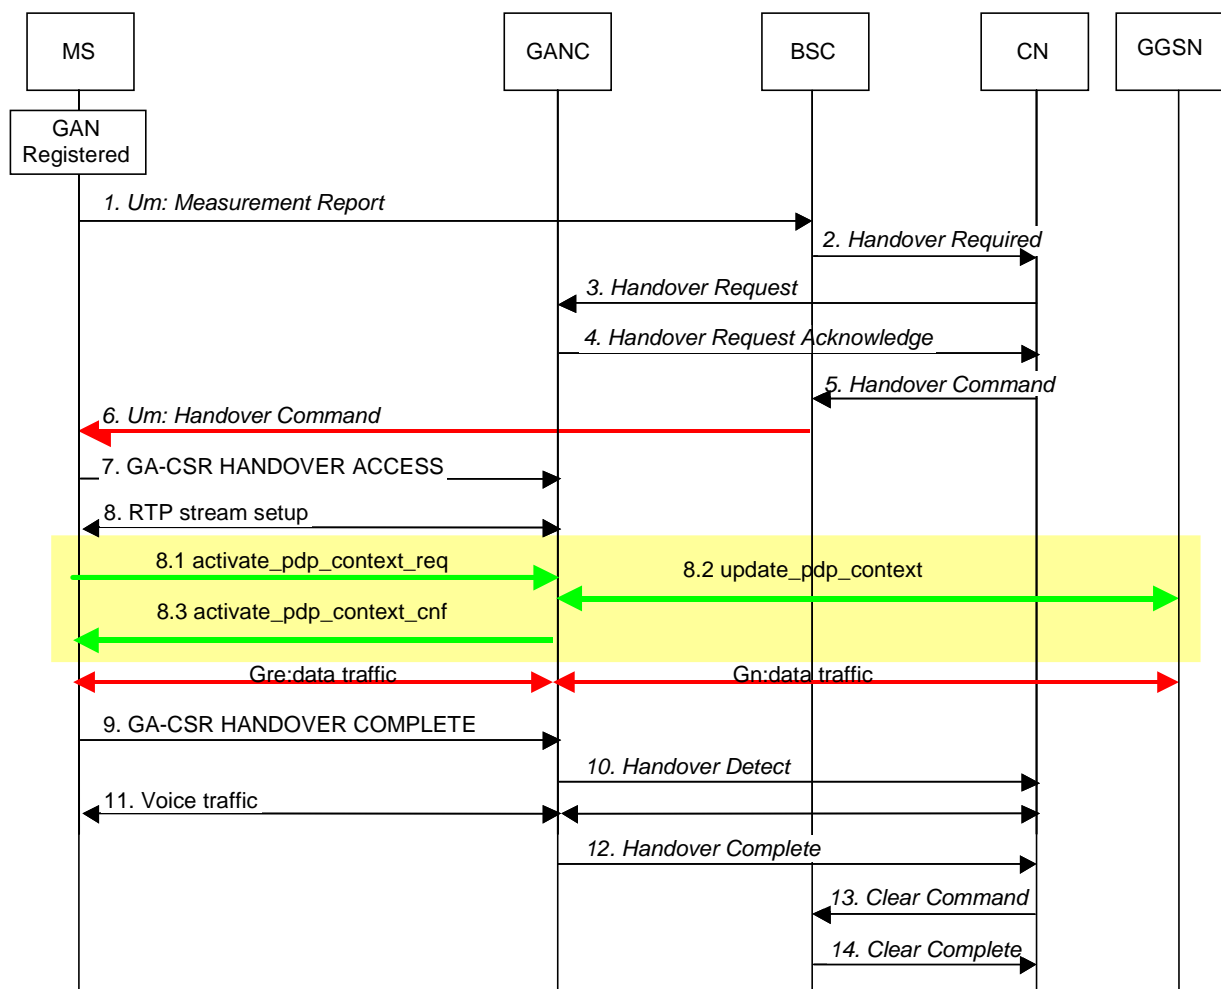 MS
GANC
BSC
CN
GGSN
GAN
Registered
1. Um: Measurement Report
2. Handover Required
3. Handover Request
4. Handover Request Acknowledge
5. Handover Command
6. Um: Handover Command
7. GA-CSR HANDOVER ACCESS
8. RTP stream setup
8.1 activate_pdp_context_req
8.2 update_pdp_context
8.3 activate_pdp_context_cnf
Gre:data traffic
Gn:data traffic
9. GA-CSR HANDOVER COMPLETE
10. Handover Detect
11. Voice traffic
12. Handover Complete
13. Clear Command
14. Clear Complete